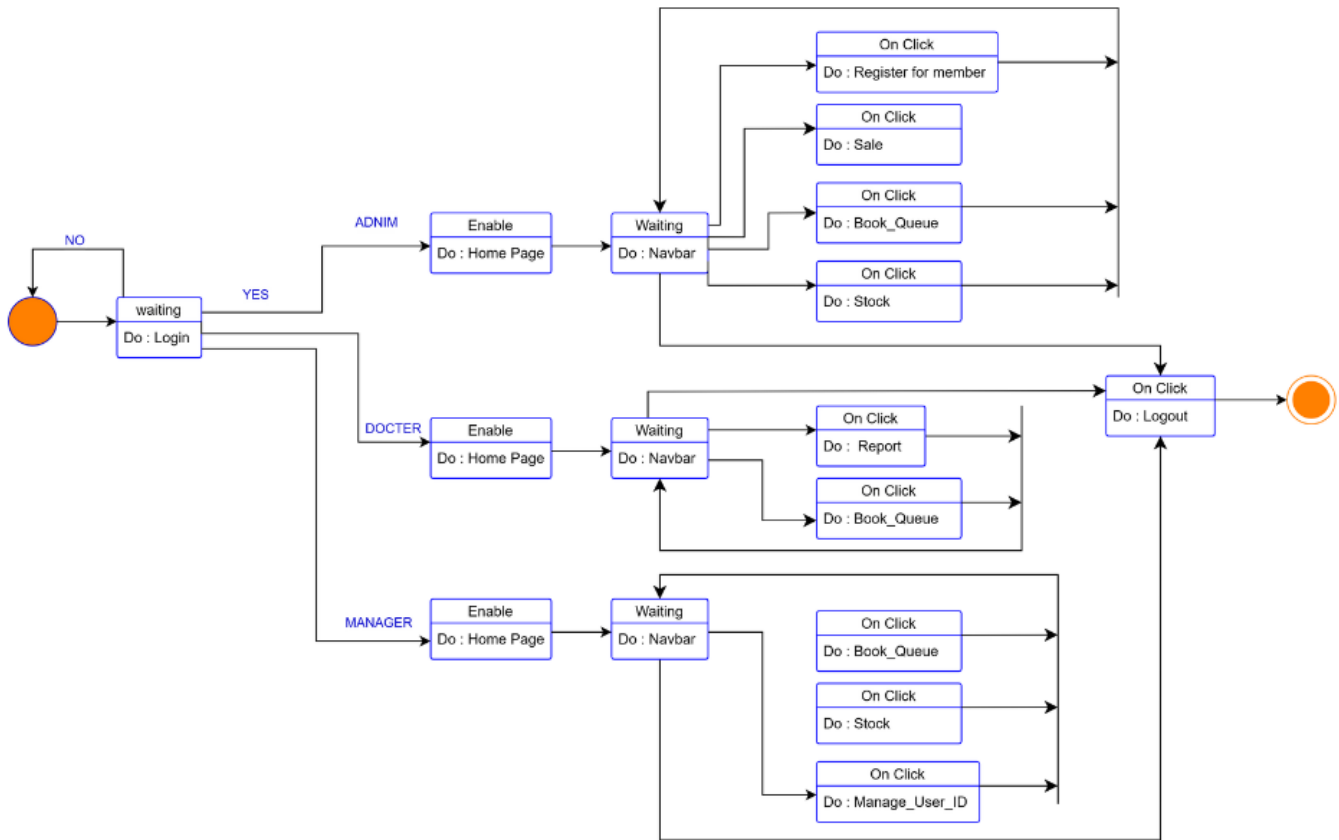 On Click
Do : Register for member
On Click
Do : Sale
On Click
Do : Book_Queue
On Click
Do : Stock
ADNIM
Enable
Do : Home Page
Waiting
Do : Navbar
NO
YES
waiting
Do : Login
On Click
Do : Logout
DOCTER
Enable
Do : Home Page
Waiting
Do : Navbar
On Click
Do :  Report
On Click
Do : Book_Queue
MANAGER
Enable
Do : Home Page
Waiting
Do : Navbar
On Click
Do : Book_Queue
On Click
Do : Stock
On Click
Do : Manage_User_ID